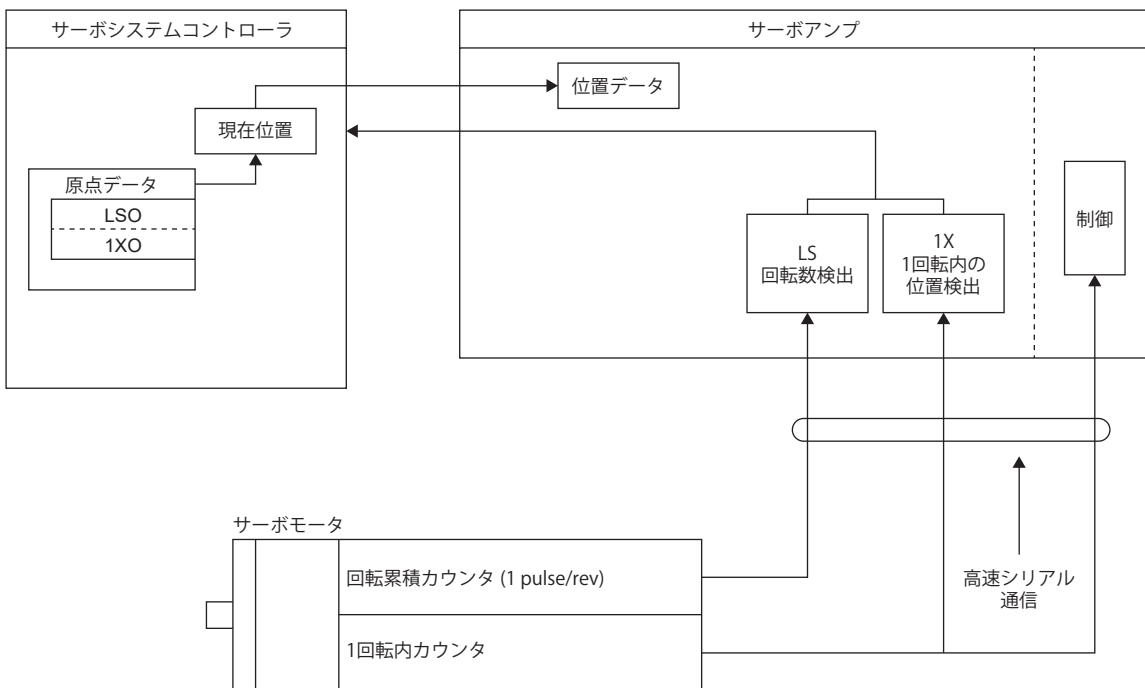 サーボシステムコントローラ
サーボアンプ
位置データ
現在位置
原点データ
LSO
1XO
LS
回転数検出
1X
1回転内の
位置検出
制御
サーボモータ
回転累積カウンタ (1 pulse/rev)
1回転内カウンタ
高速シリアル
通信